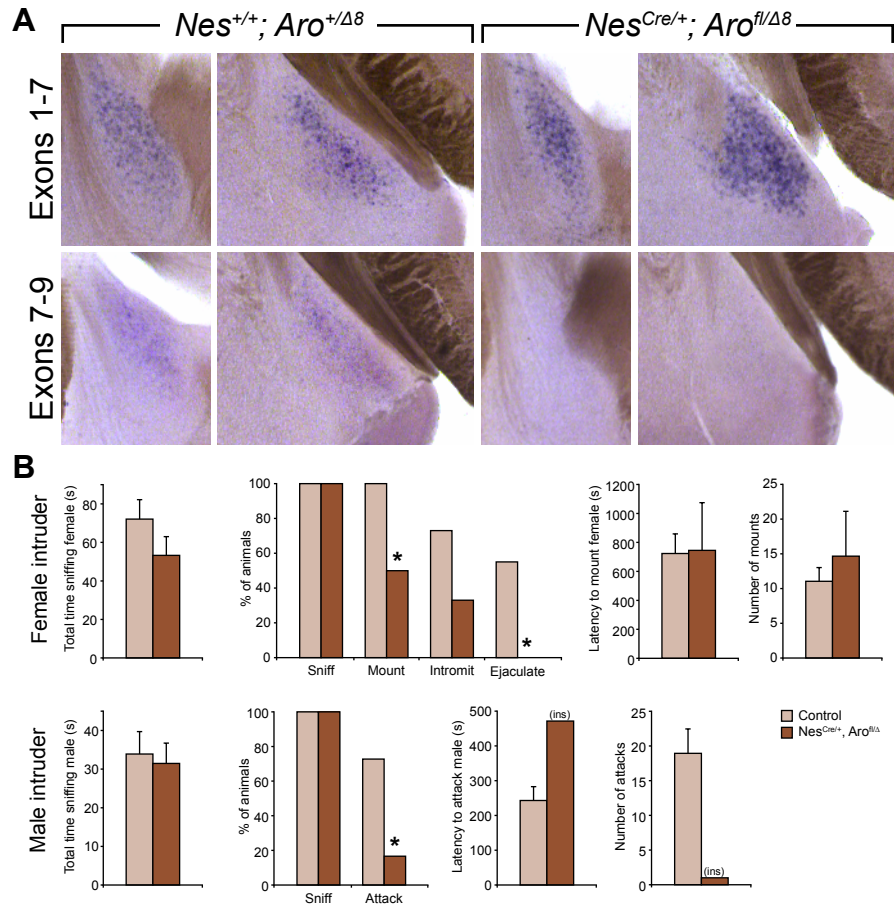 A
Nes+/+; Aro+/Δ8
NesCre/+; Arofl/Δ8
Exons 1-7
Exons 7-9
B
Female intruder
Total time sniffing female (s)
80
60
40
20
0
% of animals
100
80
60
40
20
0
*
*
Sniff
Mount
Intromit
Ejaculate
Latency to mount female (s)
1200
1000
800
600
400
200
0
Number of mounts
25
20
15
10
5
0
Male intruder
Total time sniffing male (s)
40
30
20
10
0
% of animals
100
80
60
40
20
0
*
Sniff
Attack
Latency to attack male (s)
500
400
300
200
100
0
(ins)
Number of attacks
25
20
15
10
5
0
(ins)
Control
NesCre/+, Arofl/Δ